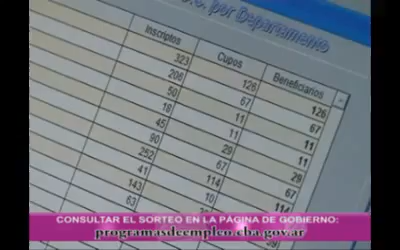 por Departamento
Inscriptos Cupos Beneficiarios
323 126 126
206 67 67
50 11 11
18 11 11
45 29 29
90 67 67
252 114 114
41 10
143
63
CONSULTAR EL SORTEO EN LA PÁGINA DE GOBIERNO:
programasdeempleo.cba.gov.ar